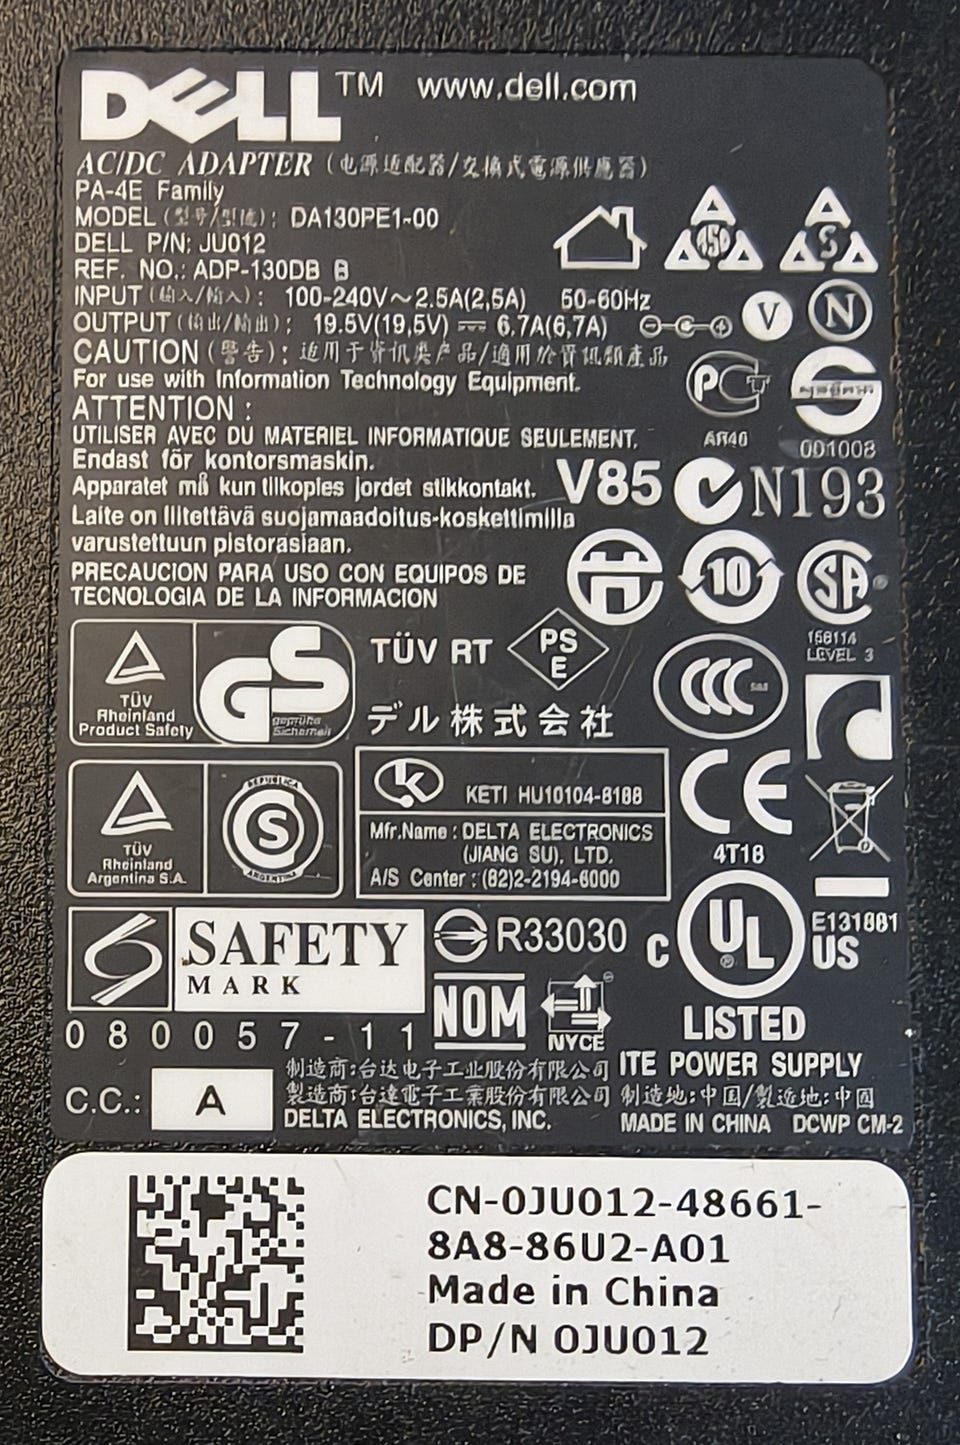 DELL™ www.dell.com
AC/DC ADAPTER (电源适配器/交換式電源供應器)
PA-4E Family
MODEL (型号/型號): DA130PE1-00
DELL P/N: JU012
REF. NO.: ADP-130DB B
INPUT (输入/輸入): 100-240V~2.5A(2,5A) 50-60Hz
OUTPUT (输出/輸出): 19.5V(19,5V) ⎓ 6.7A(6,7A)
V
N
CAUTION (警告): 适用于资讯类产品/適用於資訊類產品
For use with Information Technology Equipment.
ATTENTION :
UTILISER AVEC DU MATERIEL INFORMATIQUE SEULEMENT.
Endast för kontorsmaskin.
Apparatet må kun tilkoples jordet stikkontakt.
Laite on liitettävä suojamaadoitus-koskettimilla
varustettuun pistorasiaan.
PRECAUCION PARA USO CON EQUIPOS DE
TECNOLOGIA DE LA INFORMACION
150
S
AR46
001008
V85
N193
10
SA
156114
LEVEL 3
TÜV
Rheinland
Product Safety
GS
geprüfte
Sicherheit
TÜV RT
PS
E
デル株式会社
CCC
S&E
TÜV
Rheinland
Argentina S.A.
REPUBLICA
S
ARGENTINA
K
KETI HU10104-8188
Mfr.Name : DELTA ELECTRONICS
(JIANG SU), LTD.
A/S Center : (82)2-2194-6000
CE
4T18
SAFETY
MARK
080057-11
R33030
NOM
NYCE
C UL® US
E131881
LISTED
ITE POWER SUPPLY
C.C.: A
制造商:台达电子工业股份有限公司
製造商:台達電子工業股份有限公司
DELTA ELECTRONICS, INC.
制造地:中国/製造地:中國
MADE IN CHINA DCWP CM-2
CN-0JU012-48661-
8A8-86U2-A01
Made in China
DP/N 0JU012